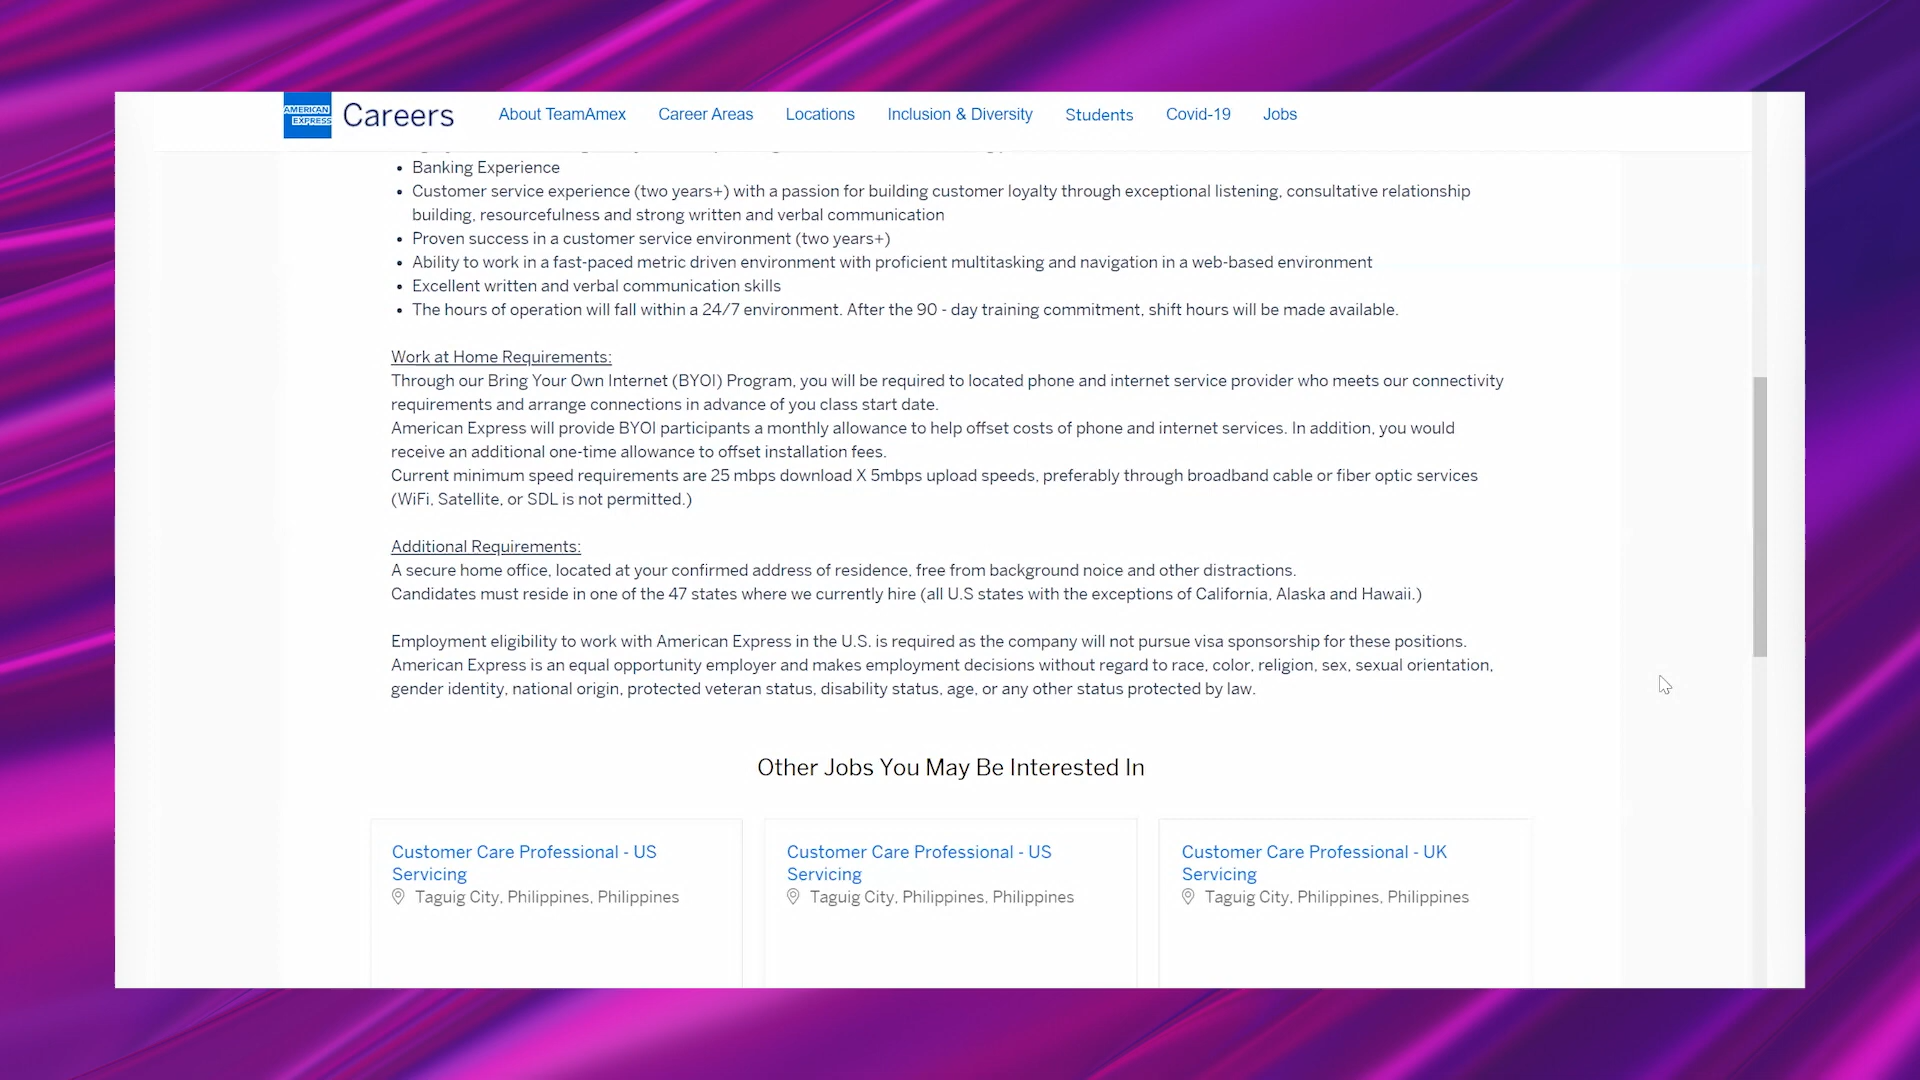 AMERICAN
EXPRESS
Careers
About TeamAmex
Career Areas
Locations
Inclusion & Diversity
Students
Covid-19
Jobs
• Banking Experience
• Customer service experience (two years+) with a passion for building customer loyalty through exceptional listening, consultative relationship
building, resourcefulness and strong written and verbal communication
• Proven success in a customer service environment (two years+)
• Ability to work in a fast-paced metric driven environment with proficient multitasking and navigation in a web-based environment
• Excellent written and verbal communication skills
• The hours of operation will fall within a 24/7 environment. After the 90 - day training commitment, shift hours will be made available.
Work at Home Requirements:
Through our Bring Your Own Internet (BYOI) Program, you will be required to located phone and internet service provider who meets our connectivity
requirements and arrange connections in advance of you class start date.
American Express will provide BYOI participants a monthly allowance to help offset costs of phone and internet services. In addition, you would
receive an additional one-time allowance to offset installation fees.
Current minimum speed requirements are 25 mbps download X 5mbps upload speeds, preferably through broadband cable or fiber optic services
(WiFi, Satellite, or SDL is not permitted.)
Additional Requirements:
A secure home office, located at your confirmed address of residence, free from background noice and other distractions.
Candidates must reside in one of the 47 states where we currently hire (all U.S states with the exceptions of California, Alaska and Hawaii.)
Employment eligibility to work with American Express in the U.S. is required as the company will not pursue visa sponsorship for these positions.
American Express is an equal opportunity employer and makes employment decisions without regard to race, color, religion, sex, sexual orientation,
gender identity, national origin, protected veteran status, disability status, age, or any other status protected by law.
Other Jobs You May Be Interested In
Customer Care Professional - US
Servicing
Taguig City, Philippines, Philippines
Customer Care Professional - US
Servicing
Taguig City, Philippines, Philippines
Customer Care Professional - UK
Servicing
Taguig City, Philippines, Philippines